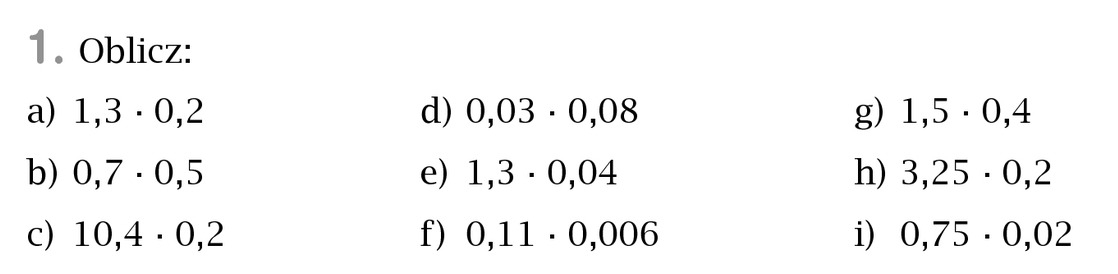 1. Oblicz:
a) 1,3 · 0,2
b) 0,7 · 0,5
c) 10,4 · 0,2
d) 0,03 · 0,08
e) 1,3 · 0,04
f) 0,11 · 0,006
g) 1,5 · 0,4
h) 3,25 · 0,2
i) 0,75 · 0,02